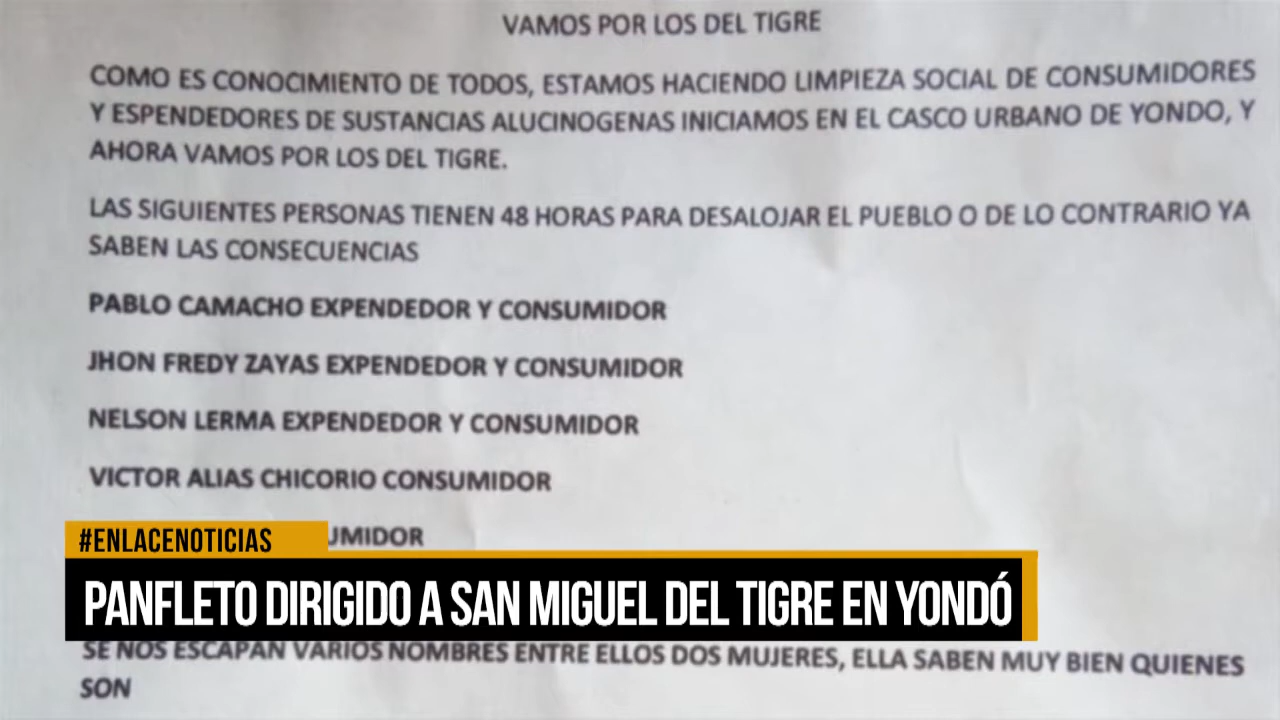 VAMOS POR LOS DEL TIGRE
COMO ES CONOCIMIENTO DE TODOS, ESTAMOS HACIENDO LIMPIEZA SOCIAL DE CONSUMIDORES
Y ESPENDEDORES DE SUSTANCIAS ALUCINOGENAS INICIAMOS EN EL CASCO URBANO DE YONDO, Y
AHORA VAMOS POR LOS DEL TIGRE.
LAS SIGUIENTES PERSONAS TIENEN 48 HORAS PARA DESALOJAR EL PUEBLO O DE LO CONTRARIO YA
SABEN LAS CONSECUENCIAS
PABLO CAMACHO EXPENDEDOR Y CONSUMIDOR
JHON FREDY ZAYAS EXPENDEDOR Y CONSUMIDOR
NELSON LERMA EXPENDEDOR Y CONSUMIDOR
VICTOR ALIAS CHICORIO CONSUMIDOR
#ENLACENOTICIAS
PANFLETO DIRIGIDO A SAN MIGUEL DEL TIGRE EN YONDÓ
SE NOS ESCAPAN VARIOS NOMBRES ENTRE ELLOS DOS MUJERES, ELLA SABEN MUY BIEN QUIENES
SON